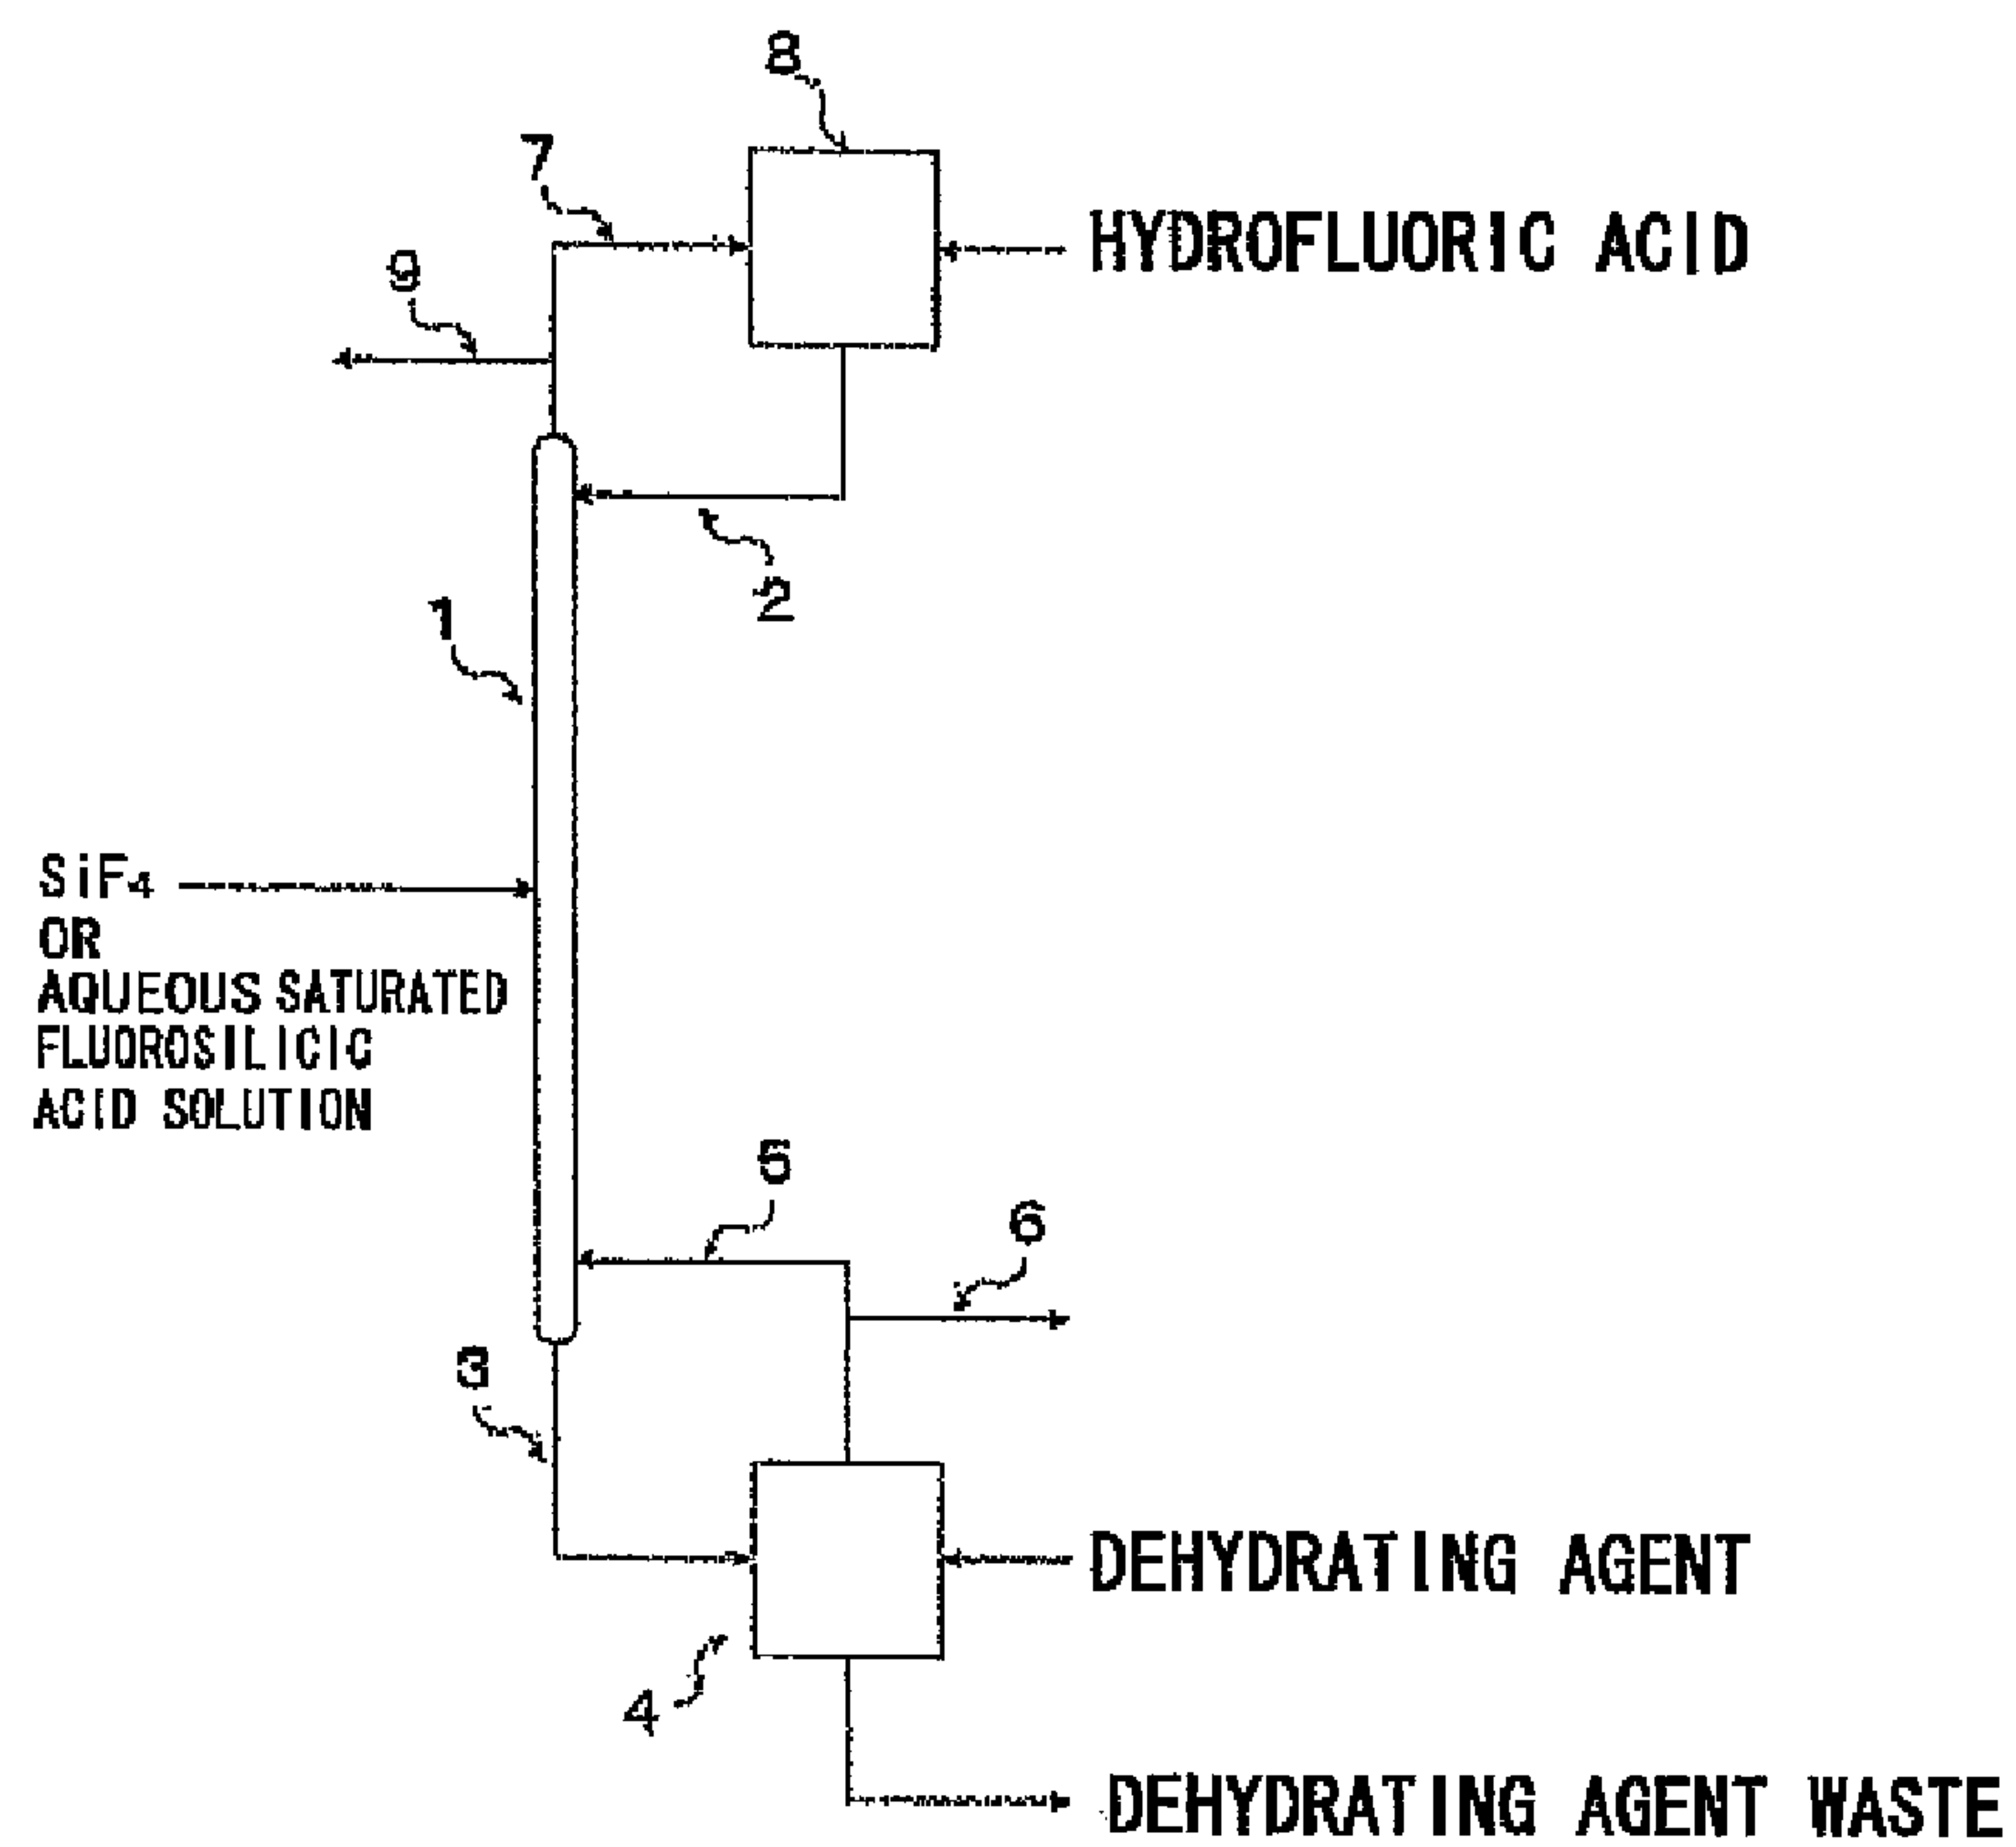 8
7
HYDROFLUORIC ACID
9
2
1
SiF4
OR
AQUEOUS SATURATED
FLUOROSILICIC
ACID SOLUTION
5
6
3
DEHYDRATING AGENT
4
DEHYDRATING AGENT WASTE